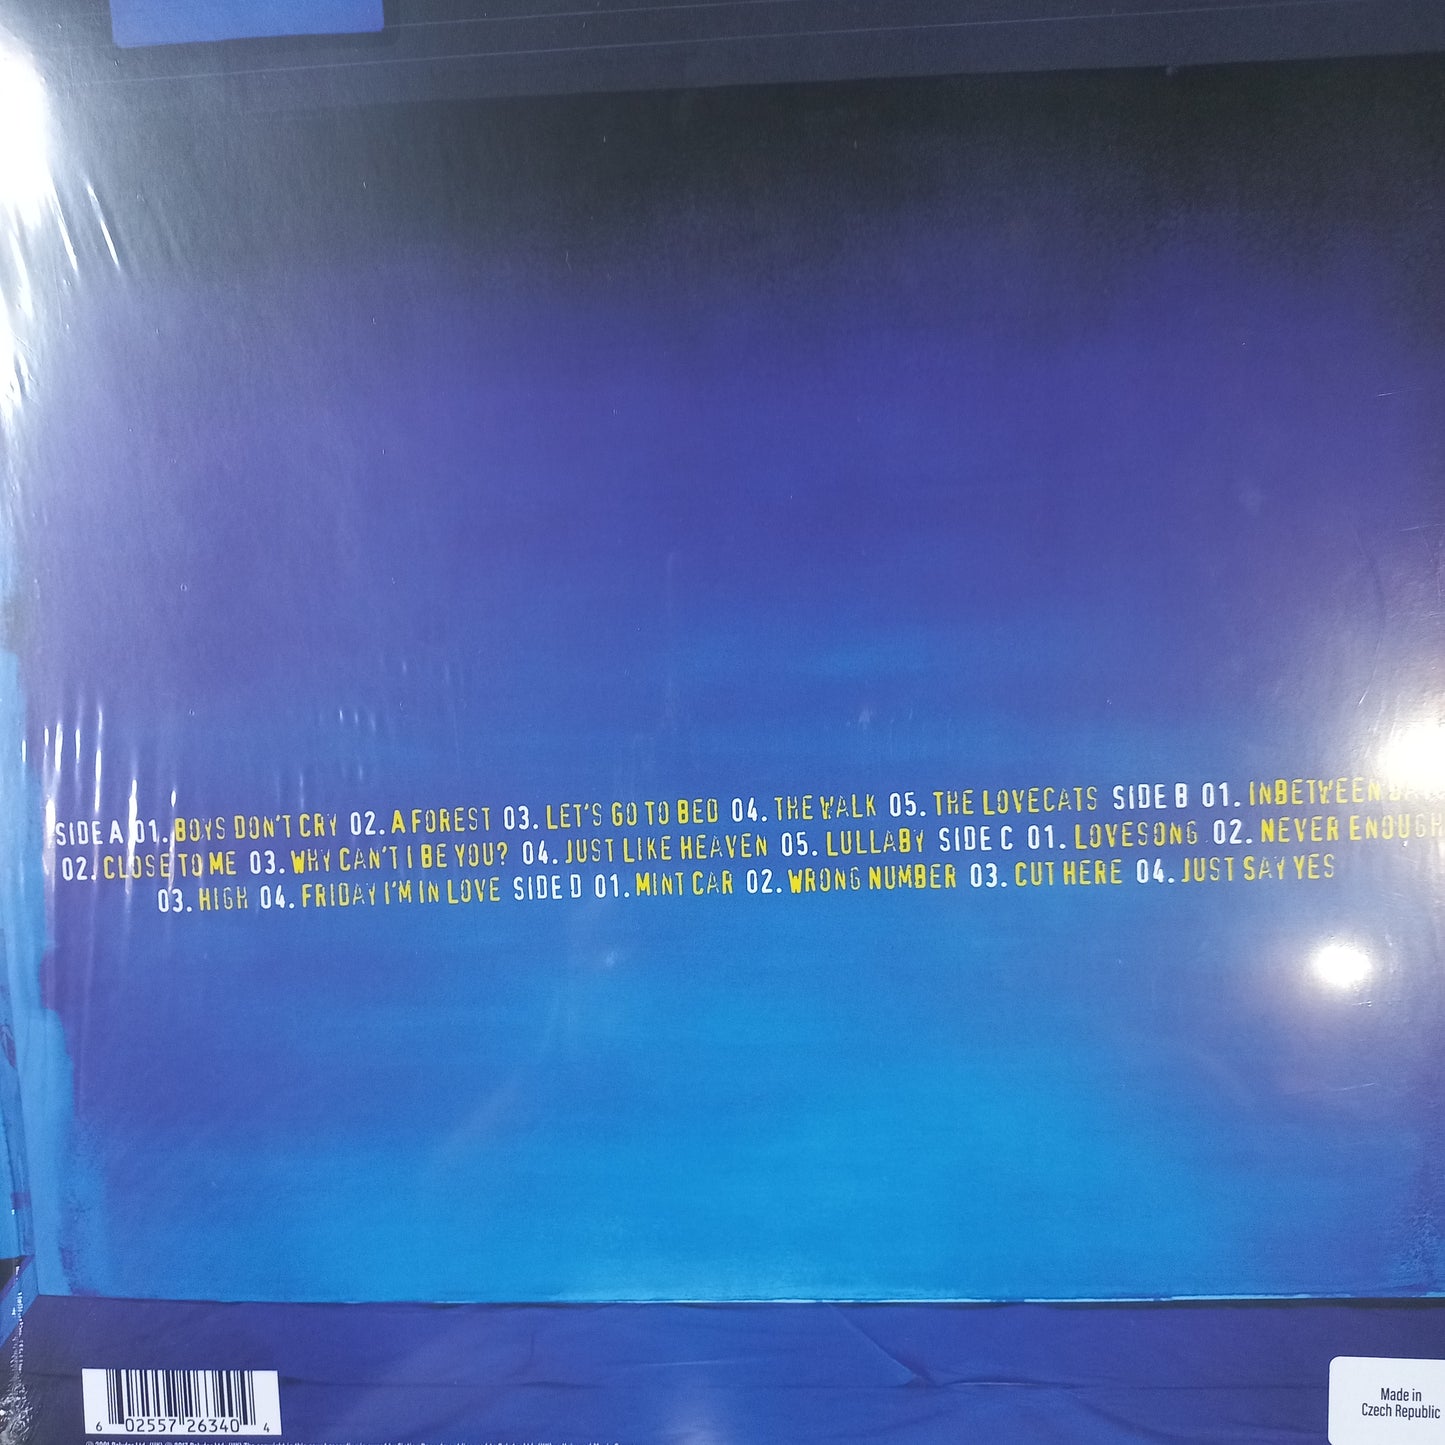 SIDE A 01. BOYS DON'T CRY 02. A FOREST 03. LET'S GO TO BED 04. THE WALK 05. THE LOVECATS SIDE B 01. INBETWEEN
02. CLOSE TO ME 03. WHY CAN'T I BE YOU? 04. JUST LIKE HEAVEN 05. LULLABY SIDE C 01. LOVESONG 02. NEVER ENOUGH
03. HIGH 04. FRIDAY I'M IN LOVE SIDE D 01. MINT CAR 02. WRONG NUMBER 03. CUT HERE 04. JUST SAY YES
6 02557 26340 4
Made in
Czech Republic